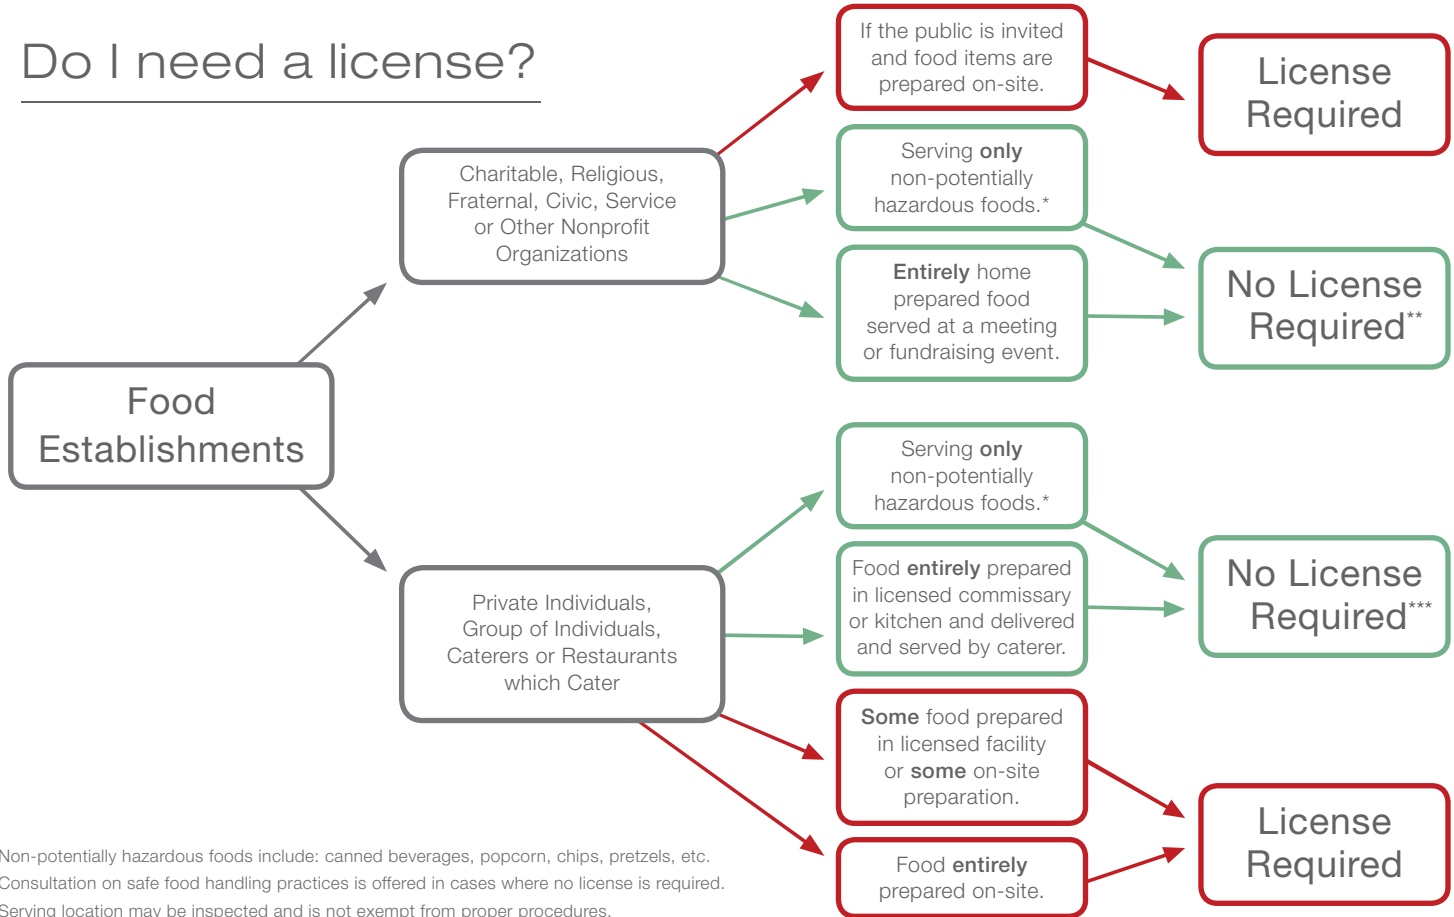 Do I need a license?
If the public is invited
and food items are
prepared on-site.
License
Required
Charitable, Religious,
Fraternal, Civic, Service
or Other Nonprofit
Organizations
Serving only
non-potentially
hazardous foods.*
Entirely home
prepared food
served at a meeting
or fundraising event.
No License
Required**
Food
Establishments
Serving only
non-potentially
hazardous foods.*
Food entirely prepared
in licensed commissary
or kitchen and delivered
and served by caterer.
No License
Required***
Private Individuals,
Group of Individuals,
Caterers or Restaurants
which Cater
Some food prepared
in licensed facility
or some on-site
preparation.
Food entirely
prepared on-site.
License
Required
Non-potentially hazardous foods include: canned beverages, popcorn, chips, pretzels, etc.
Consultation on safe food handling practices is offered in cases where no license is required.
Serving location may be inspected and is not exempt from proper procedures.